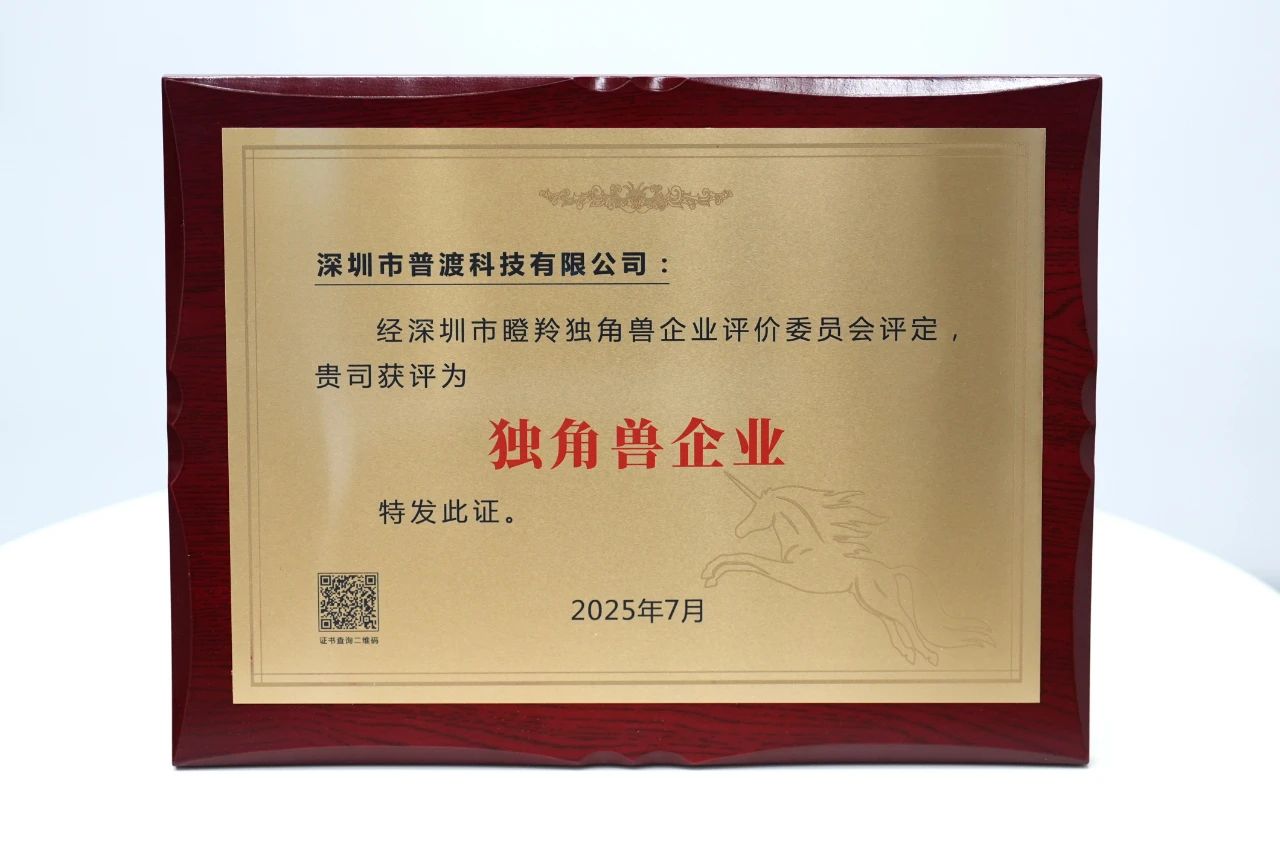 深圳市普渡科技有限公司：
经深圳市瞪羚独角兽企业评价委员会评定，
贵司获评为
独角兽企业
特发此证。
2025年7月
证书查询二维码